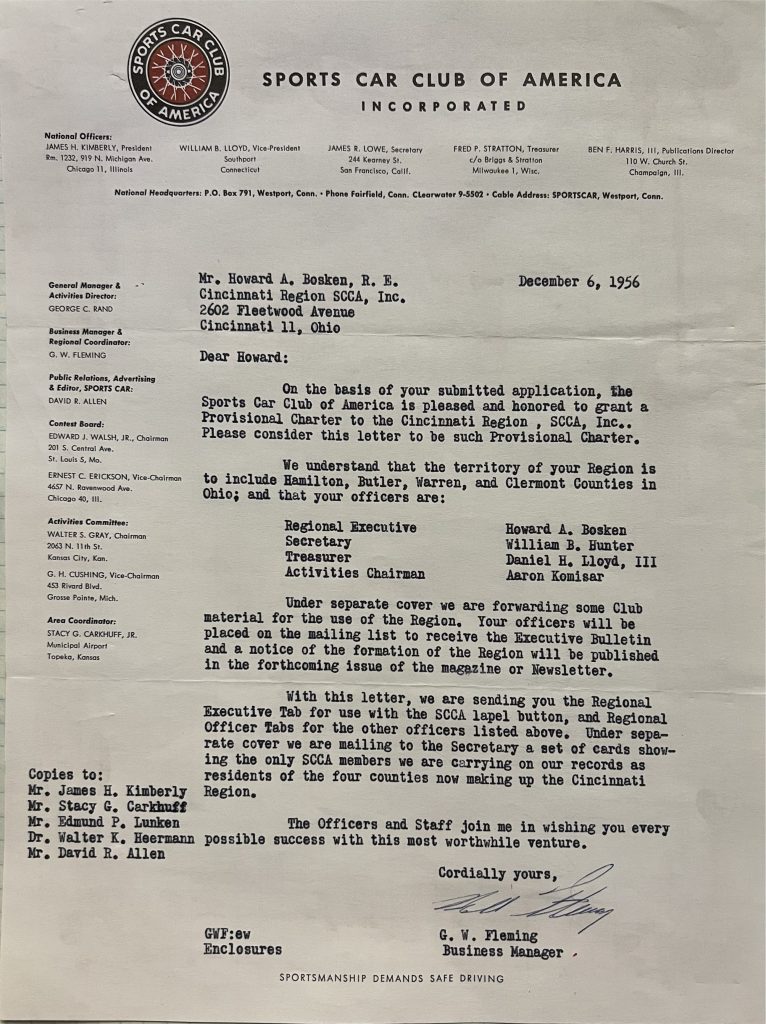 SPORTS CAR CLUB
OF AMERICA
SPORTS CAR CLUB OF AMERICA
INCORPORATED
National Officers:
JAMES H. KIMBERLY, President
Rm. 1232, 919 N. Michigan Ave.
Chicago 11, Illinois
WILLIAM B. LLOYD, Vice-President
Southport
Connecticut
JAMES R. LOWE, Secretary
244 Kearney St.
San Francisco, Calif.
FRED P. STRATTON, Treasurer
c/o Briggs & Stratton
Milwaukee 1, Wisc.
BEN F. HARRIS, III, Publications Director
110 W. Church St.
Champaign, Ill.
National Headquarters: P.O. Box 791, Westport, Conn. • Phone Fairfield, Conn. CLearwater 9-5502 • Cable Address: SPORTSCAR, Westport, Conn.
General Manager &
Activities Director:
GEORGE C. RAND
Business Manager &
Regional Coordinator:
G. W. FLEMING
Public Relations, Advertising
& Editor, SPORTS CAR:
DAVID R. ALLEN
Contest Board:
EDWARD J. WALSH, JR., Chairman
201 S. Central Ave.
St. Louis 5, Mo.
ERNEST C. ERICKSON, Vice-Chairman
4657 N. Ravenwood Ave.
Chicago 40, Ill.
Activities Committee:
WALTER S. GRAY, Chairman
2063 N. 11th St.
Kansas City, Kan.
G. H. CUSHING, Vice-Chairman
453 Rivard Blvd.
Grosse Pointe, Mich.
Area Coordinator:
STACY G. CARKHUFF, JR.
Municipal Airport
Topeka, Kansas
Mr. Howard A. Bosken, R. E.
Cincinnati Region SCCA, Inc.
2602 Fleetwood Avenue
Cincinnati 11, Ohio
December 6, 1956
Dear Howard:
On the basis of your submitted application, the
Sports Car Club of America is pleased and honored to grant a
Provisional Charter to the Cincinnati Region , SCCA, Inc..
Please consider this letter to be such Provisional Charter.
We understand that the territory of your Region is
to include Hamilton, Butler, Warren, and Clermont Counties in
Ohio; and that your officers are:
Regional Executive Howard A. Bosken
Secretary William B. Hunter
Treasurer Daniel H. Lloyd, III
Activities Chairman Aaron Komisar
Under separate cover we are forwarding some Club
material for the use of the Region. Your officers will be
placed on the mailing list to receive the Executive Bulletin
and a notice of the formation of the Region will be published
in the forthcoming issue of the magazine or Newsletter.
With this letter, we are sending you the Regional
Executive Tab for use with the SCCA lapel button, and Regional
Officer Tabs for the other officers listed above. Under sepa-
rate cover we are mailing to the Secretary a set of cards show-
ing the only SCCA members we are carrying on our records as
residents of the four counties now making up the Cincinnati
Region.
Copies to:
Mr. James H. Kimberly
Mr. Stacy G. Carkhuff
Mr. Edmund P. Lunken
Dr. Walter K. Heermann
Mr. David R. Allen
The Officers and Staff join me in wishing you every
possible success with this most worthwhile venture.
Cordially yours,
G. W. Fleming
Business Manager .
GWF:ew
Enclosures
SPORTSMANSHIP DEMANDS SAFE DRIVING